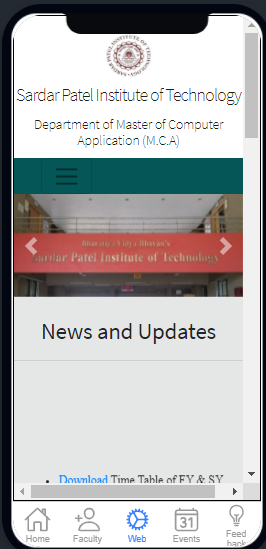 Sardar Patel Institute of Technology
Department of Master of Computer
Application (M.C.A)
Bharatiya Vidya Bhavan's
Sardar Patel Institute of Technology
News and Updates
Download Time Table of FY & SY
Home Faculty Web Events Feed
back
31